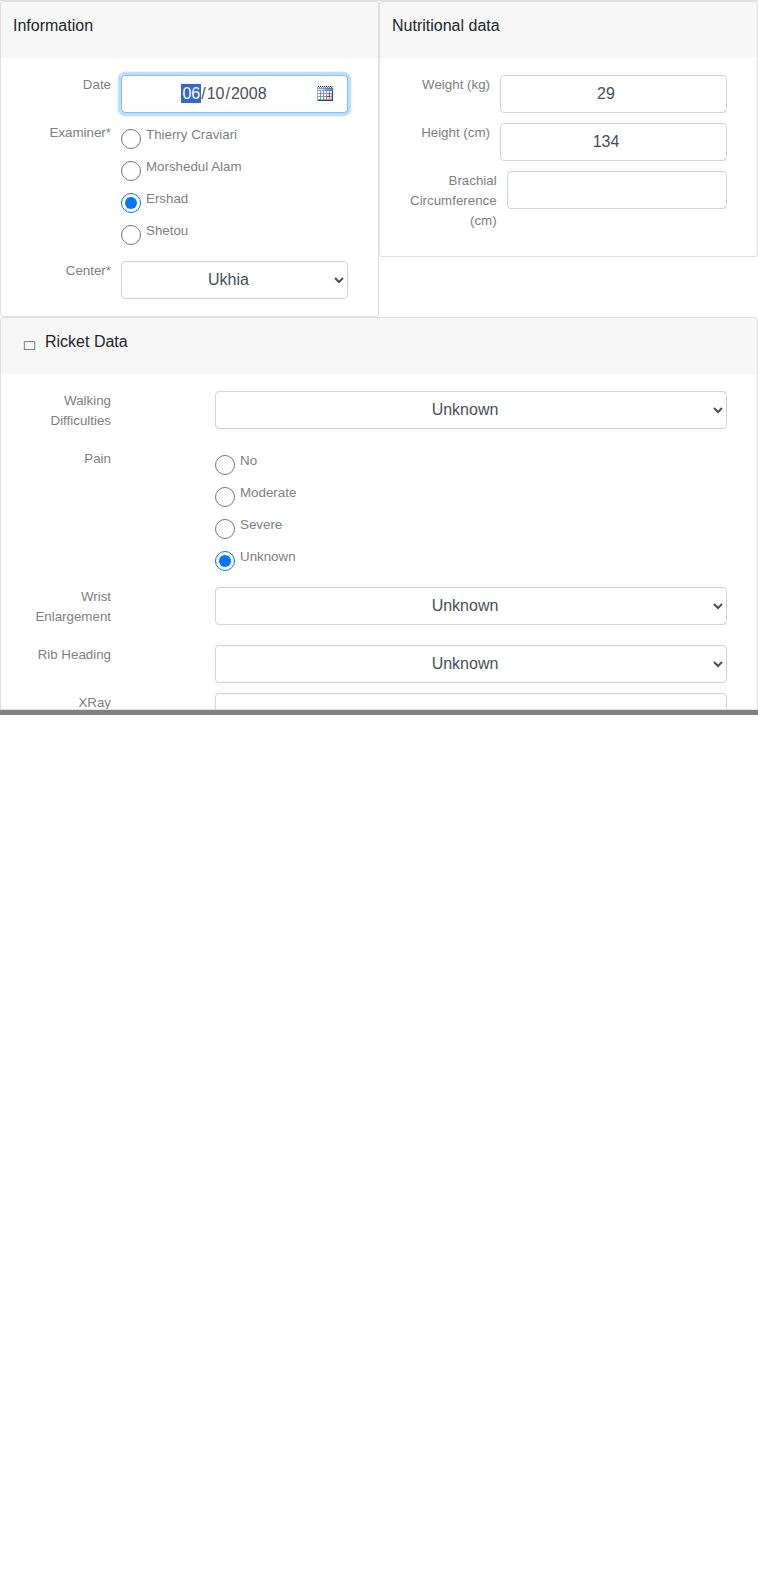 Information
Date
06/10/2008
Examiner*
Thierry Craviari
Morshedul Alam
Ershad
Shetou
Center*
Ukhia
Nutritional data
Weight (kg)
29
Height (cm)
134
Brachial
Circumference
(cm)
Ricket Data
Walking
Difficulties
Unknown
Pain
No
Moderate
Severe
Unknown
Wrist
Enlargement
Unknown
Rib Heading
Unknown
XRay